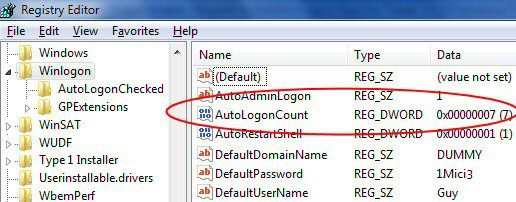 Registry Editor
File Edit View Favorites Help
Windows
Winlogon
AutoLogonChecked
GPExtensions
WinSAT
WUDF
Type 1 Installer
Userinstallable.drivers
WbemPerf
Name Type Data
(Default) REG_SZ (value not set)
AutoAdminLogon REG_SZ 1
AutoLogonCount REG_DWORD 0x00000007 (7)
AutoRestartShell REG_DWORD 0x00000001 (1)
DefaultDomainName REG_SZ DUMMY
DefaultPassword REG_SZ 1Mici3
DefaultUserName REG_SZ Guy